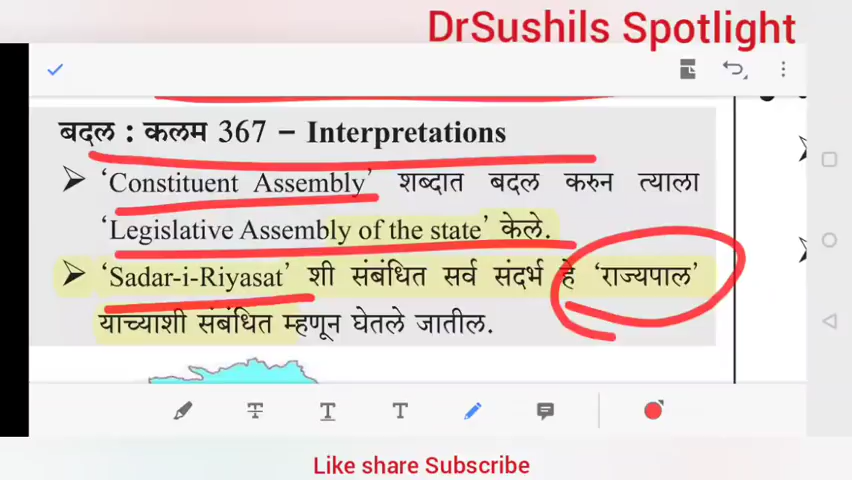 DrSushils Spotlight
बदल : कलम 367 – Interpretations
➤ ‘Constituent Assembly’ शब्दात बदल करुन त्याला
‘Legislative Assembly of the state’ केले.
➤ ‘Sadar-i-Riyasat’ शी संबंधित सर्व संदर्भ हे ‘राज्यपाल’
याच्याशी संबंधित म्हणून घेतले जातील.
T T T
Like share Subscribe